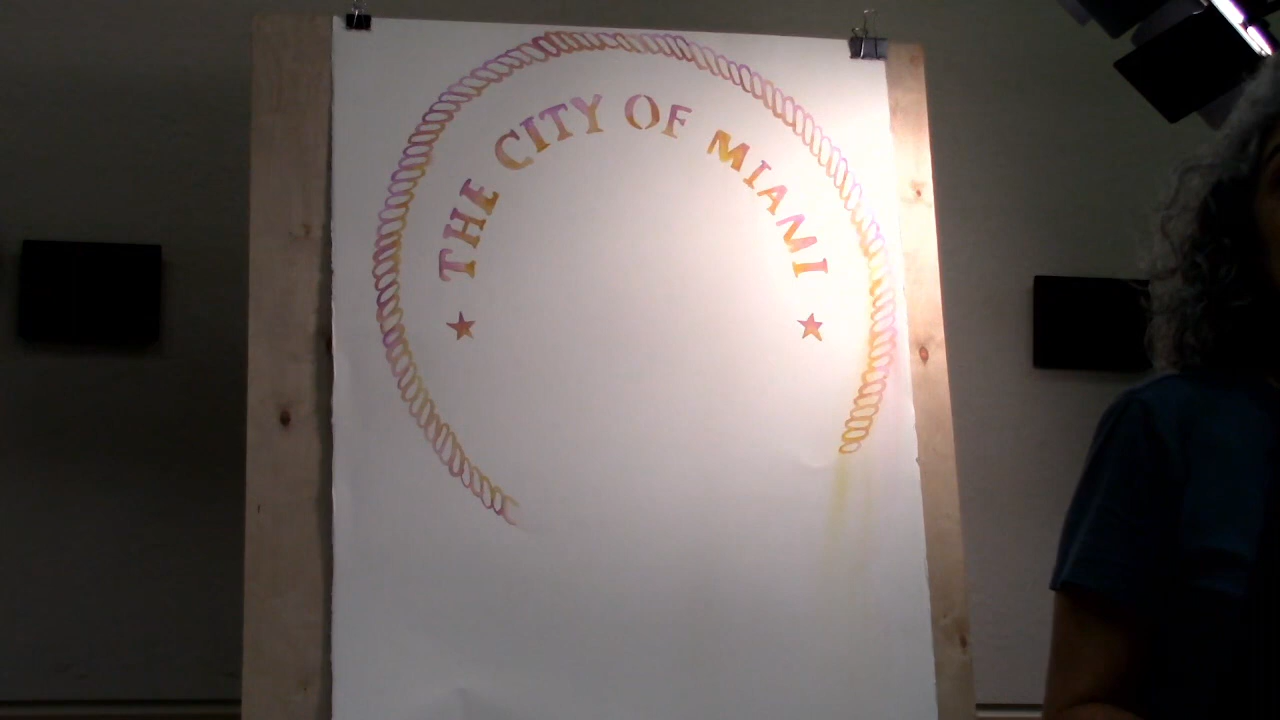 ★ THE CITY OF MIAMI ★